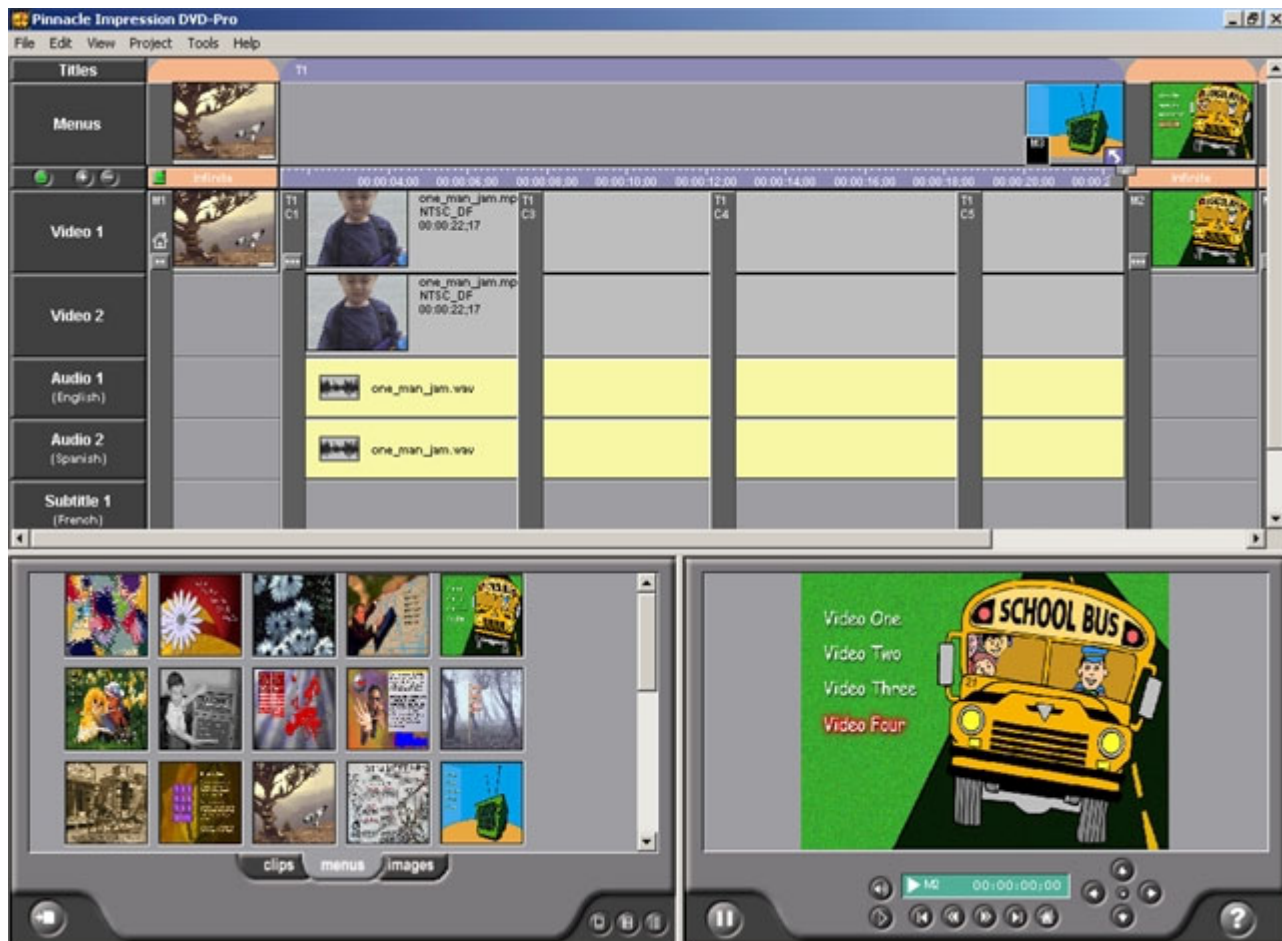 Pinnacle Impression DVD-Pro
File Edit View Project Tools Help
Titles
T1
Menus
M3
Infinite
00:00:04;00 00:00:06;00 00:00:08;00 00:00:10;00 00:00:12;00 00:00:14;00 00:00:16;00 00:00:18;00 00:00:20;00
Infinite
Video 1
M1
T1
C1
one_man_jam.mp
NTSC_DF
00:00:22;17
T1
C3
T1
C4
T1
C5
M2
Video 2
one_man_jam.mp
NTSC_DF
00:00:22;17
Audio 1
(English)
one_man_jam.wav
Audio 2
(Spanish)
one_man_jam.wav
Subtitle 1
(French)
clips menus images
SCHOOL BUS
Video One
Video Two
Video Three
Video Four
23
M2 00:00:00;00
?